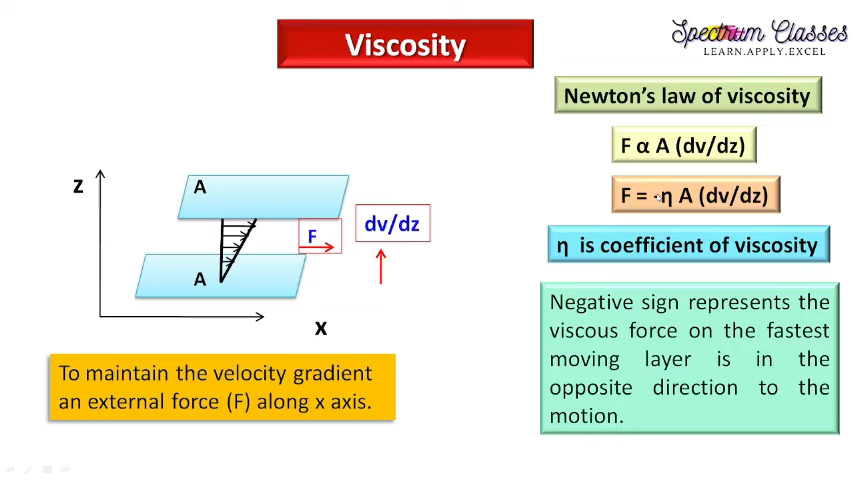 Viscosity
Spectrum Classes
LEARN.APPLY.EXCEL
Newton's law of viscosity
F α A (dv/dz)
F = -η A (dv/dz)
η is coefficient of viscosity
Negative sign represents the
viscous force on the fastest
moving layer is in the
opposite direction to the
motion.
z
A
F
dv/dz
A
x
To maintain the velocity gradient
an external force (F) along x axis.